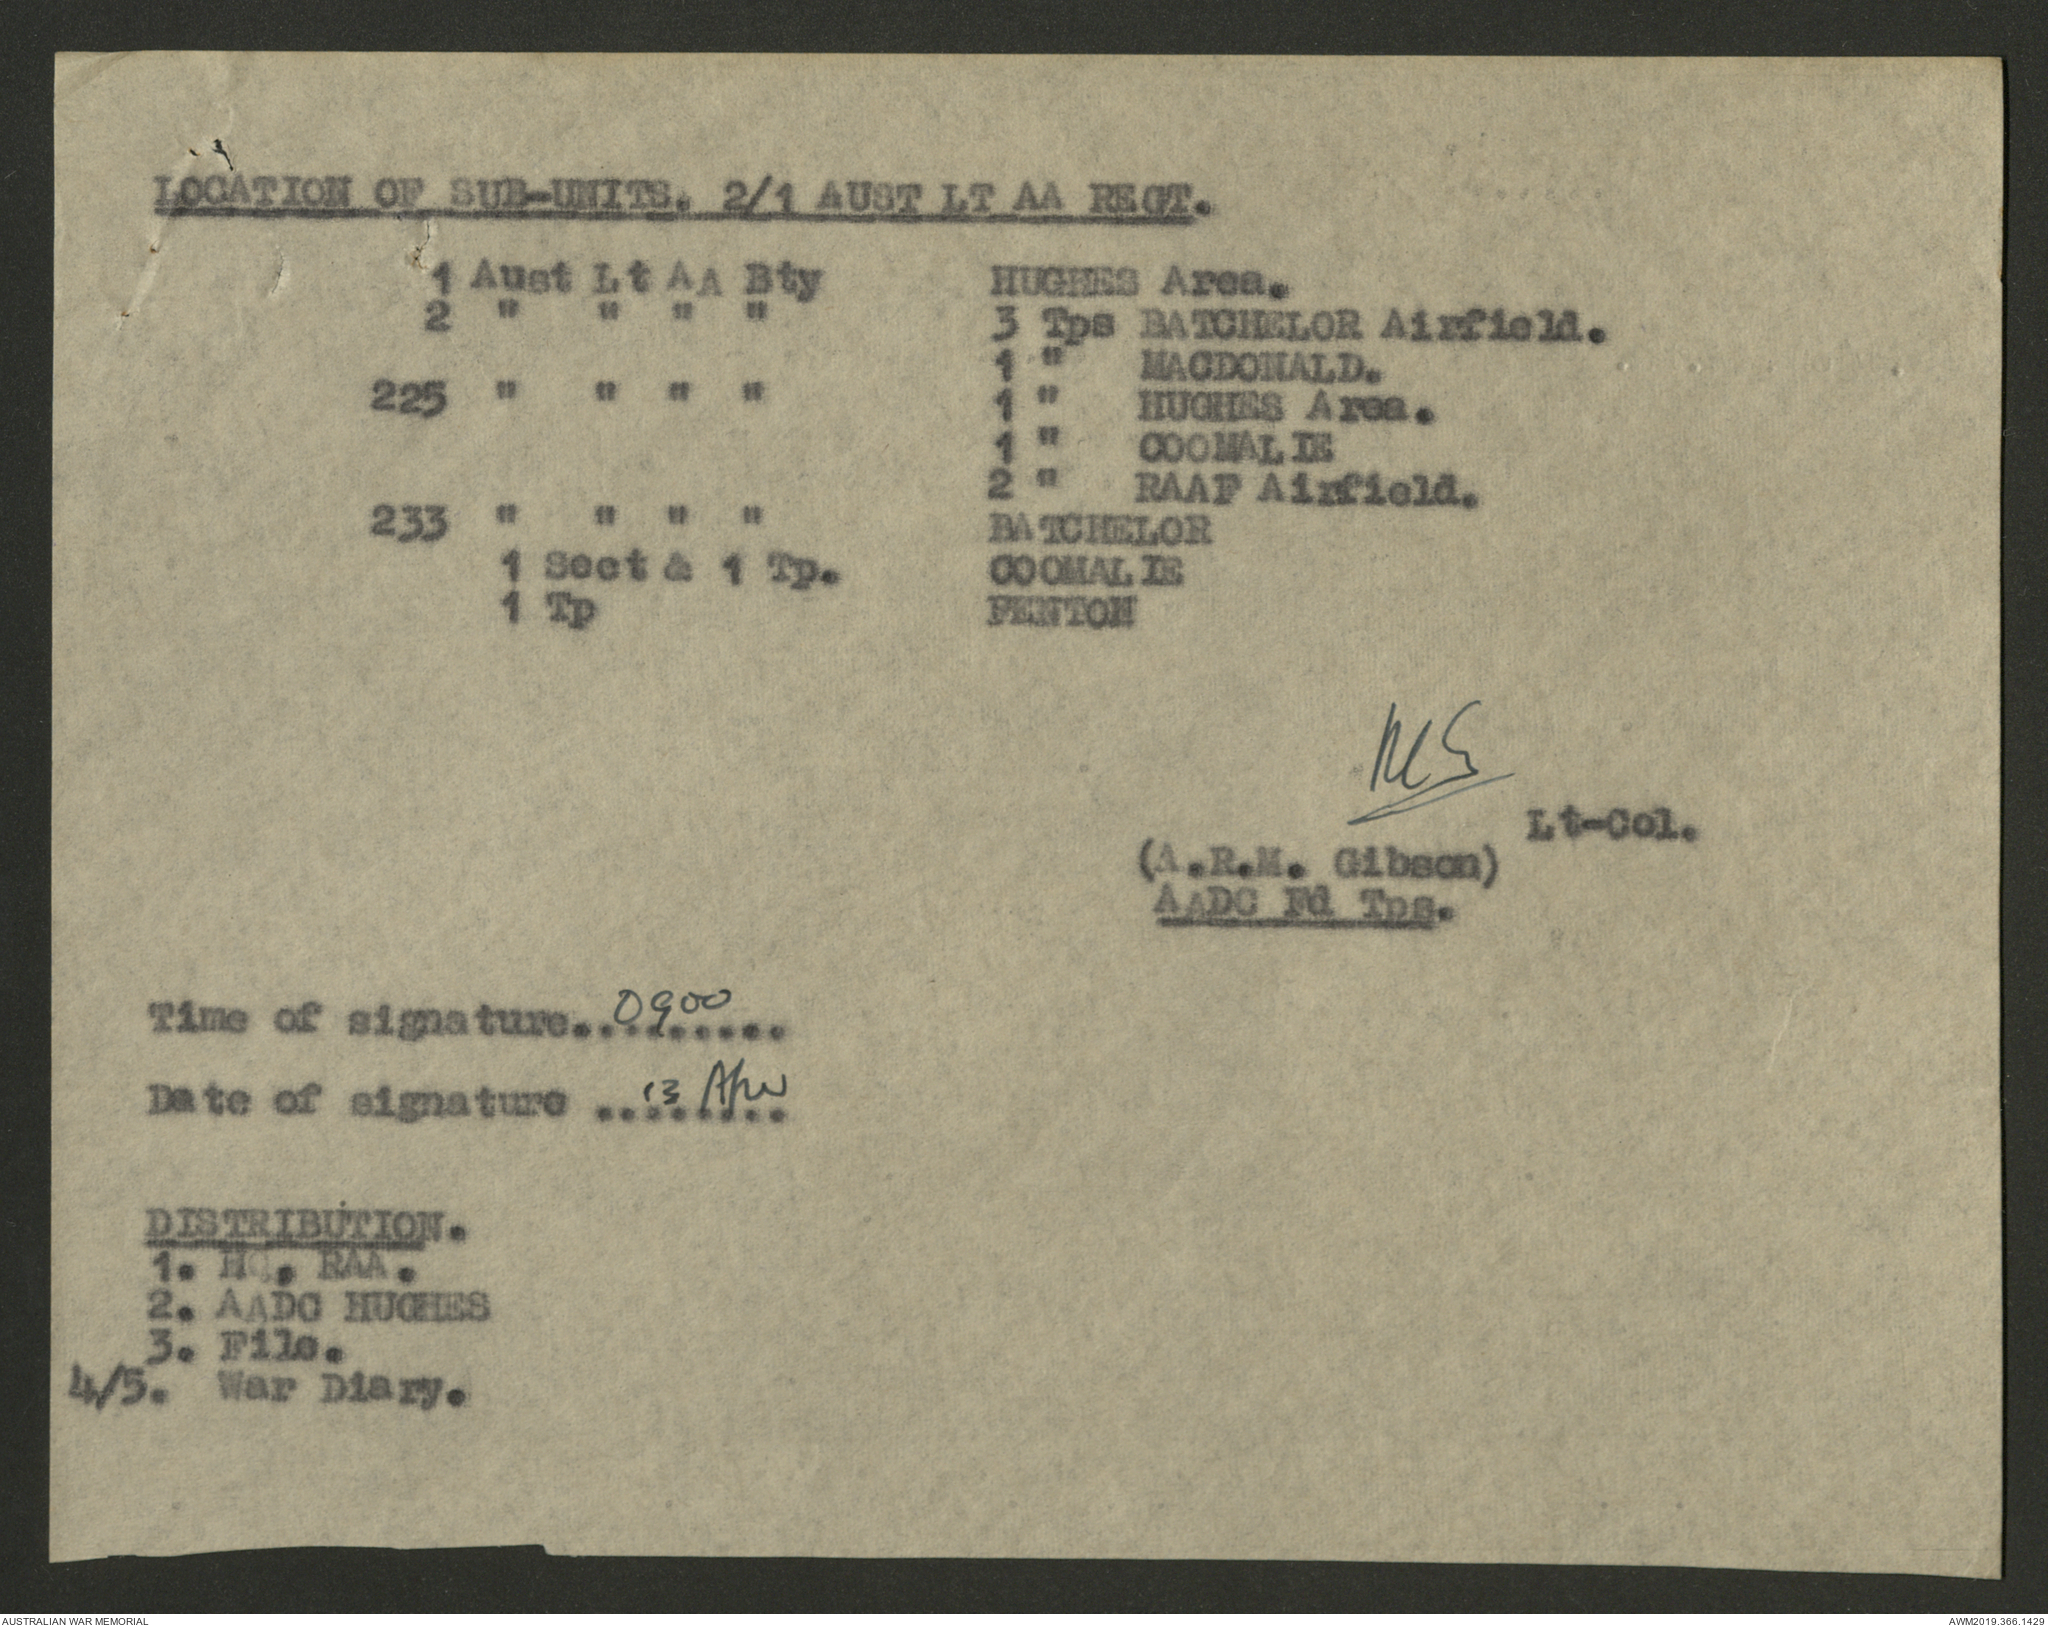 LOCATION OF SUB-UNITS. 2/1 AUST LT AA REGT.
1 Aust Lt AA Bty HUGHES Area.
2 " " " " 3 Tps BATCHELOR Airfield.
1 " MACDONALD.
225 " " " " 1 " HUGHES Area.
1 " COOMALIE
2 " RAAF Airfield.
233 " " " " BATCHELOR
1 Sect & 1 Tp. COOMALIE
1 Tp FENTON
Lt-Col.
(A.R.M. Gibson)
AADC Fd Tps.
Time of signature.........0900
Date of signature ........13 Apr
DISTRIBUTION.
1. HQ. RAA.
2. AADC HUGHES
3. File.
4/5. War Diary.
AUSTRALIAN WAR MEMORIAL
AWM2019.366.1429